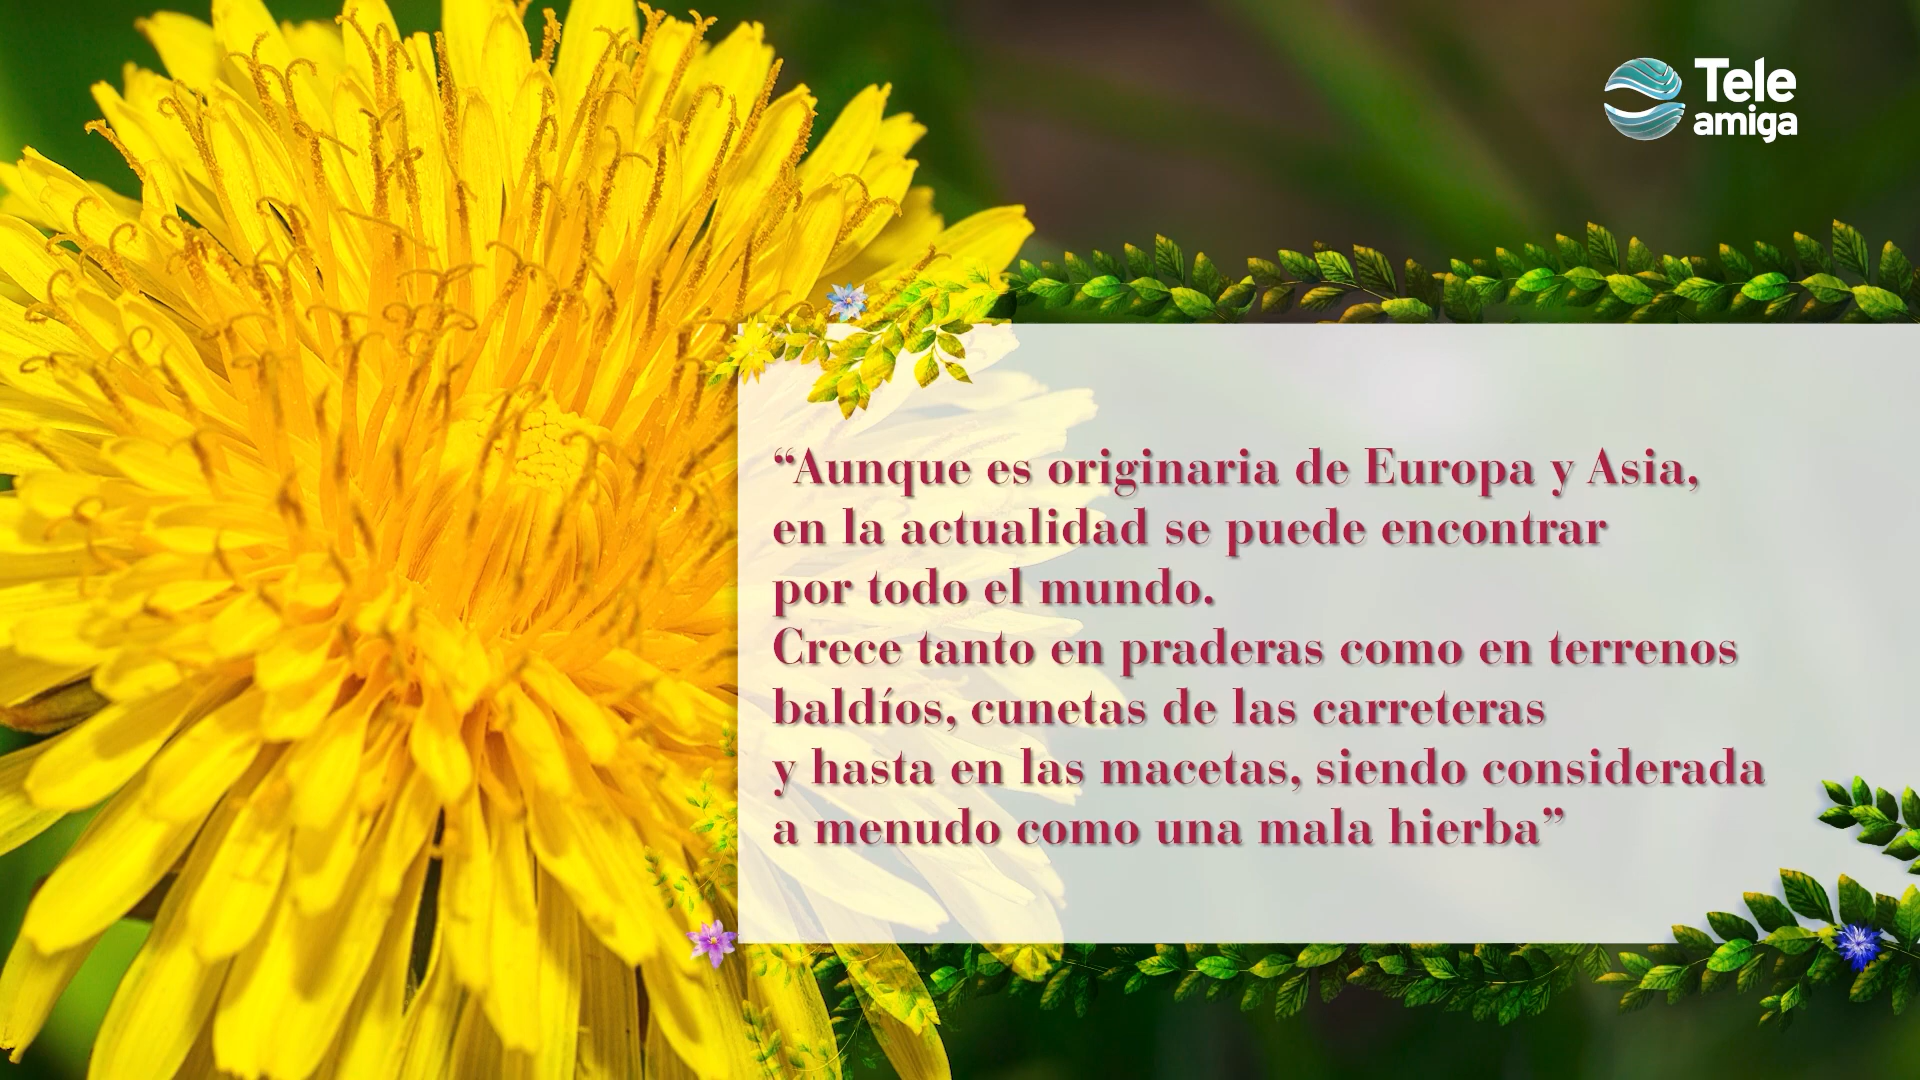 Tele
amiga
“Aunque es originaria de Europa y Asia,
en la actualidad se puede encontrar
por todo el mundo.
Crece tanto en praderas como en terrenos
baldíos, cunetas de las carreteras
y hasta en las macetas, siendo considerada
a menudo como una mala hierba”